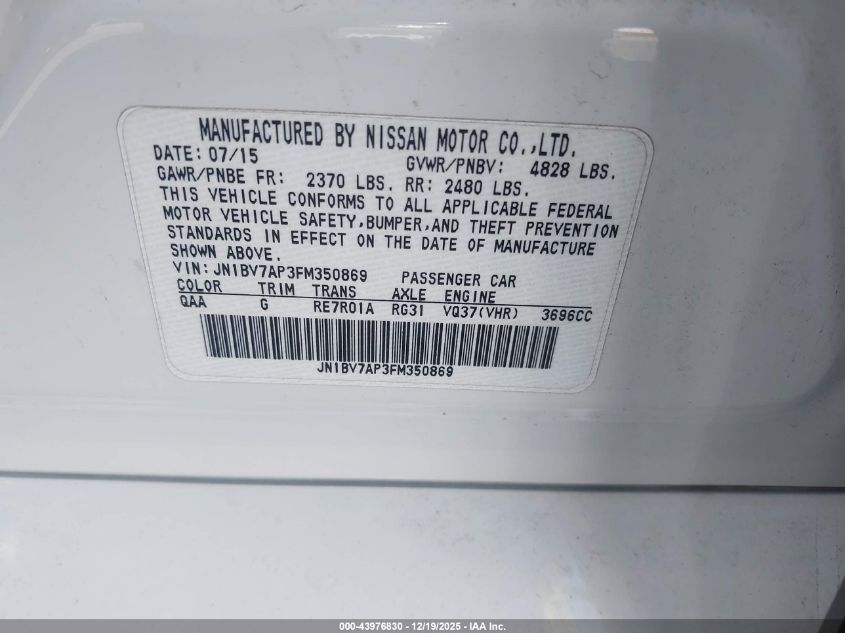 MANUFACTURED BY NISSAN MOTOR CO.,LTD.
DATE: 07/15 GVWR/PNBV: 4828 LBS.
GAWR/PNBE FR: 2370 LBS. RR: 2480 LBS.
THIS VEHICLE CONFORMS TO ALL APPLICABLE FEDERAL
MOTOR VEHICLE SAFETY,BUMPER,AND THEFT PREVENTION
STANDARDS IN EFFECT ON THE DATE OF MANUFACTURE
SHOWN ABOVE.
VIN: JN1BV7AP3FM350869 PASSENGER CAR
COLOR TRIM TRANS AXLE ENGINE
QAA G RE7R01A RG31 VQ37(VHR) 3696CC
JN1BV7AP3FM350869
000-43976830 - 12/19/2025 - IAA Inc.